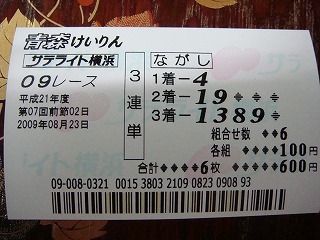 青森けいりん
サテライト横浜
09レース
平成21年度
第07回前節02日
2009年08月23日
3連単
ながし
1着－4
2着－19
3着－1389
組合せ数 6
各組 100円
合計 6枚 600円
09-008-0321 0015 3803 2109 0823 0908 93